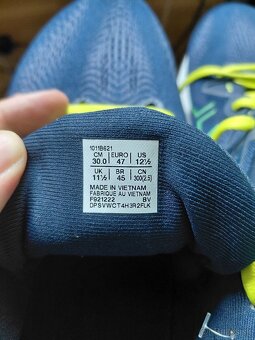 1011B621
CM EURO US
30.0 47 12½
UK BR CN
11½ 45 300(2.5)
MADE IN VIETNAM
FABRIQUE AU VIETNAM
F921222 BV
DPSVWCT4H3R2FLK